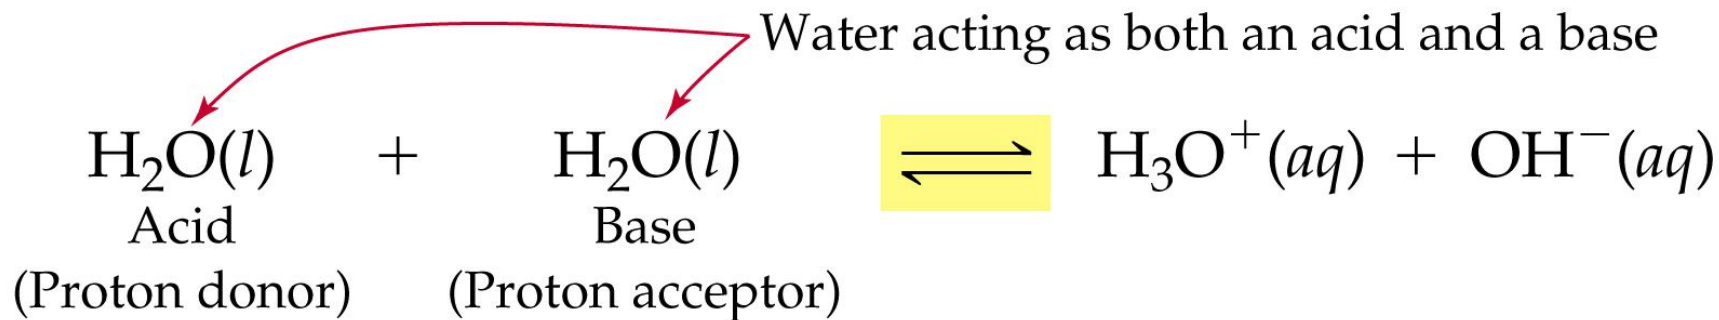 Water acting as both an acid and a base
H₂O(l) + H₂O(l) ⇌ H₃O⁺(aq) + OH⁻(aq)
Acid Base
(Proton donor) (Proton acceptor)